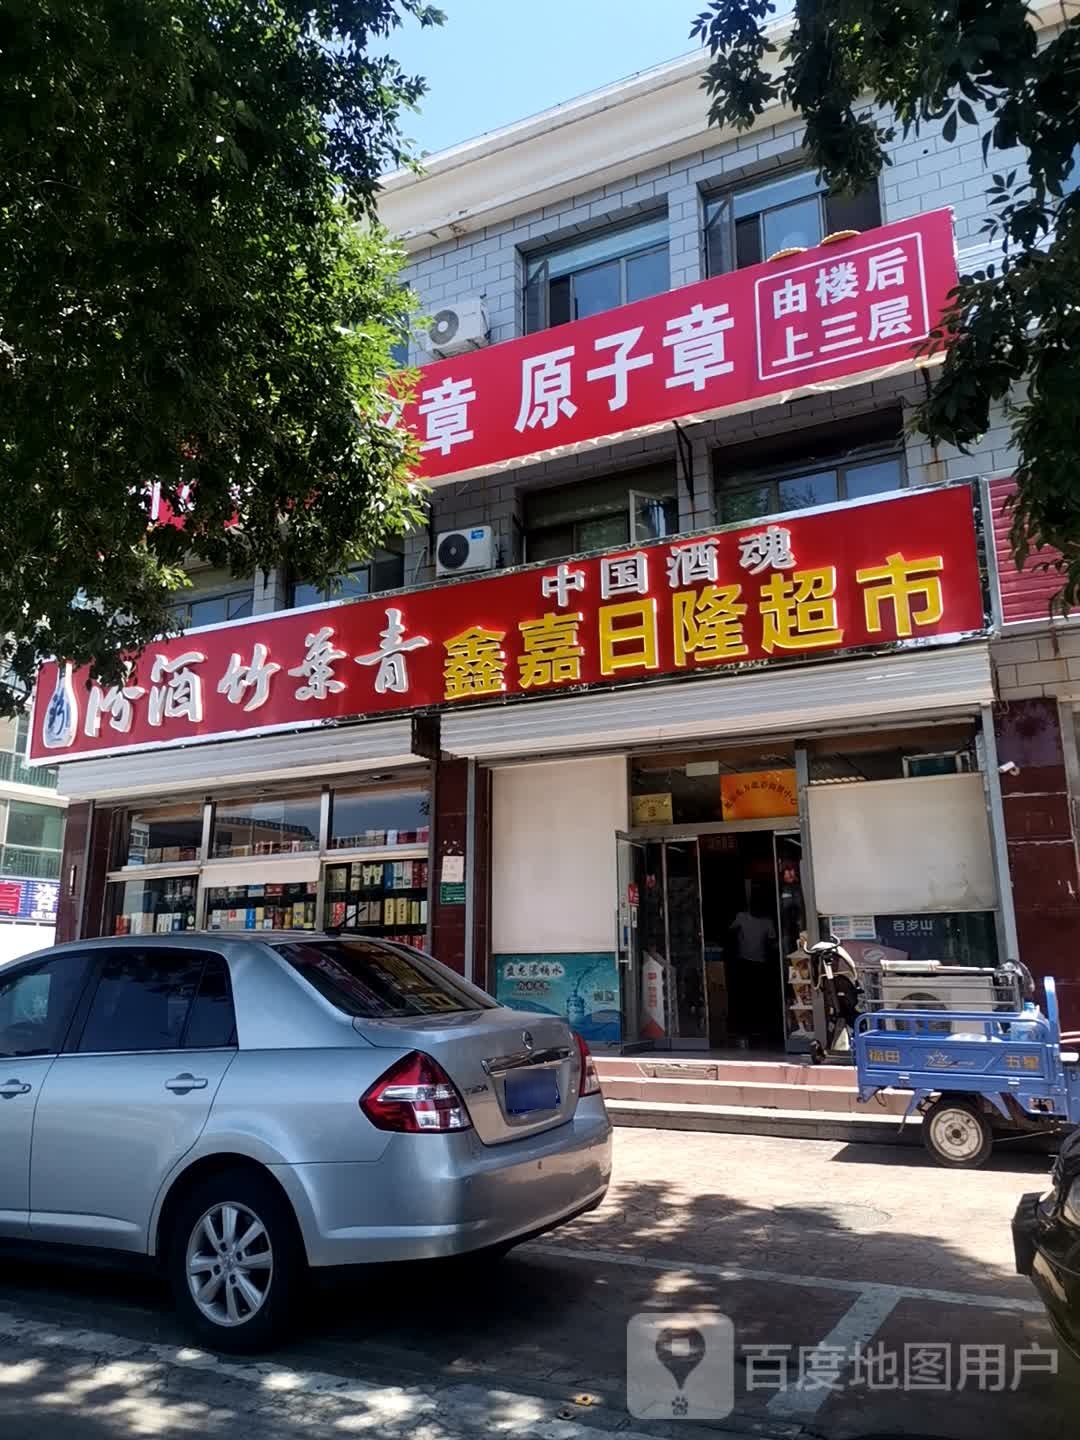 章 原子章
由楼后
上三层
中国酒魂
汾酒竹葉青
鑫嘉日隆超市
百岁山
福田
五星
百度地图用户